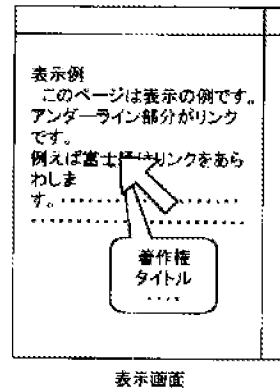 表示例
このページは表示の例です。
アンダーライン部分がリンク
です。
例えば富士通はリンクをあら
わしま
す。
著作権
タイトル
表示画面